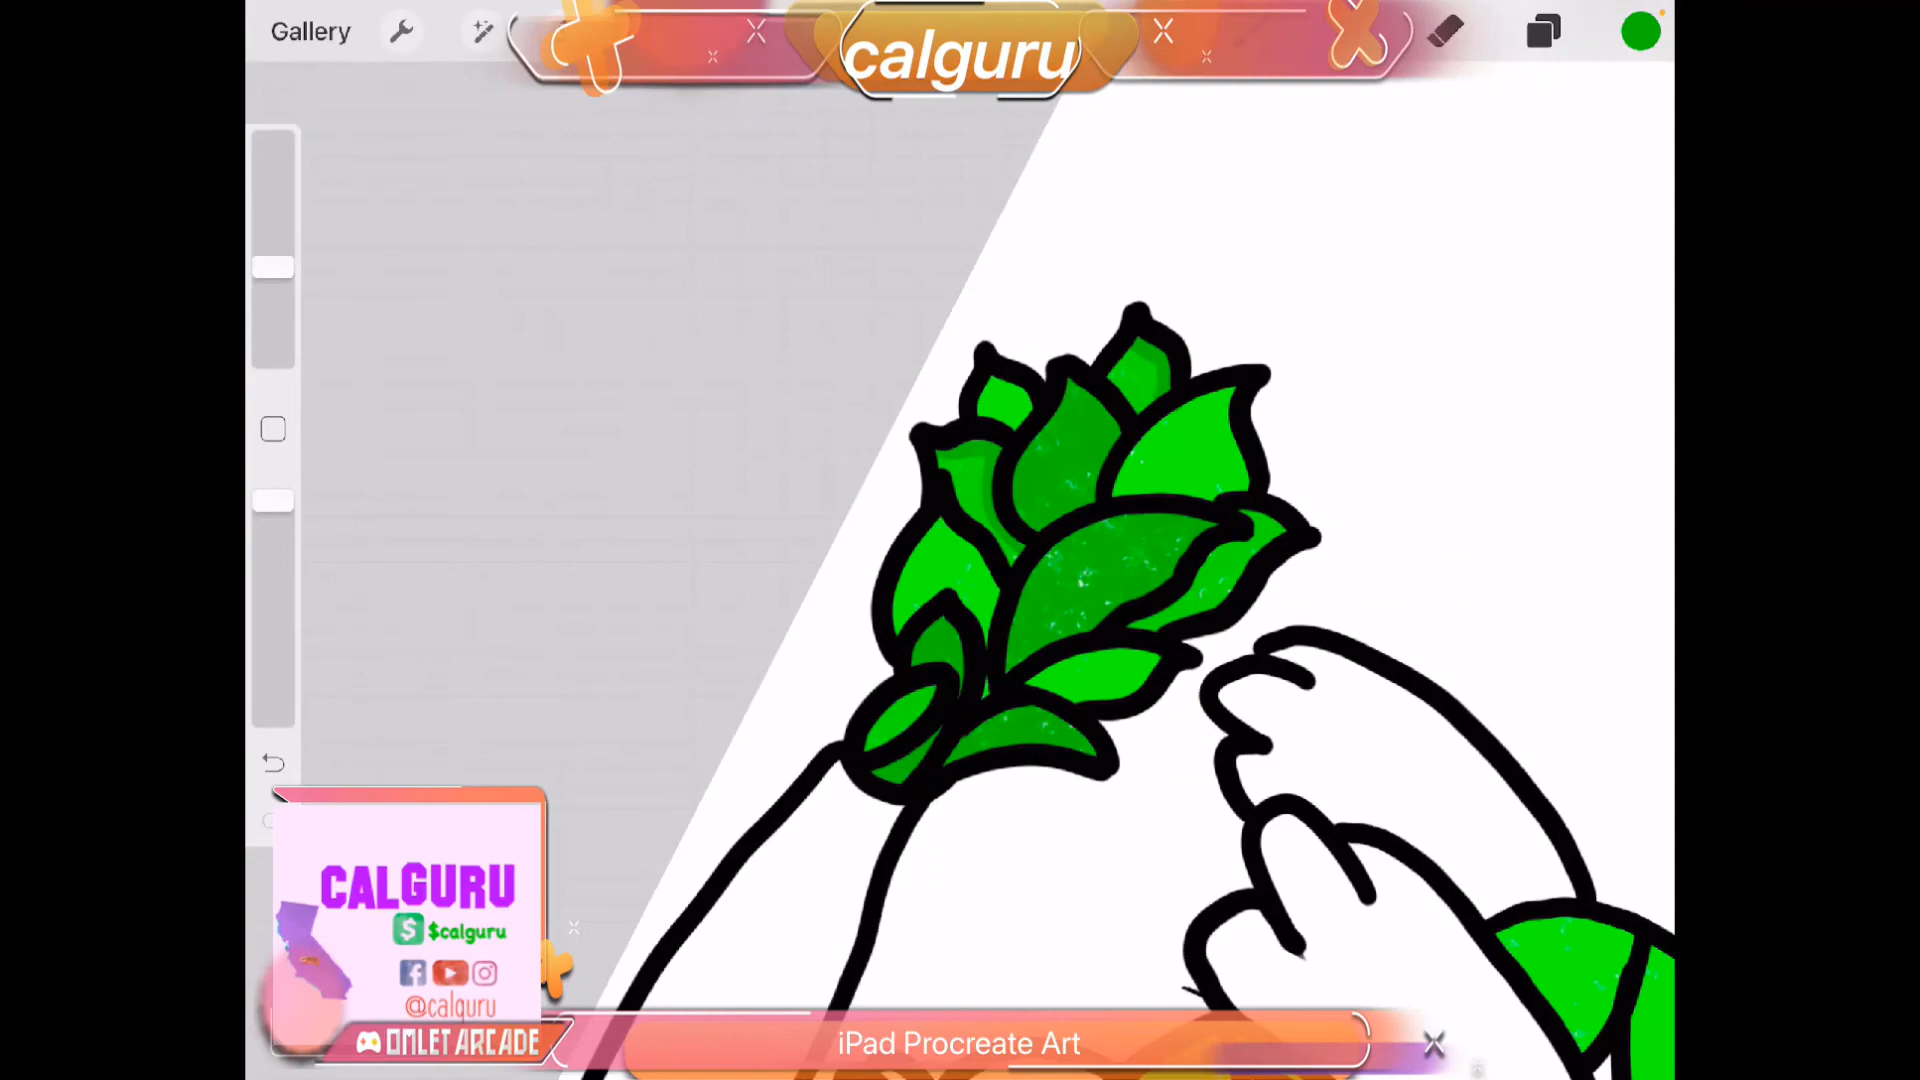 Gallery
calguru
CALGURU
$ $calguru
@calguru
OMLET ARCADE
iPad Procreate Art